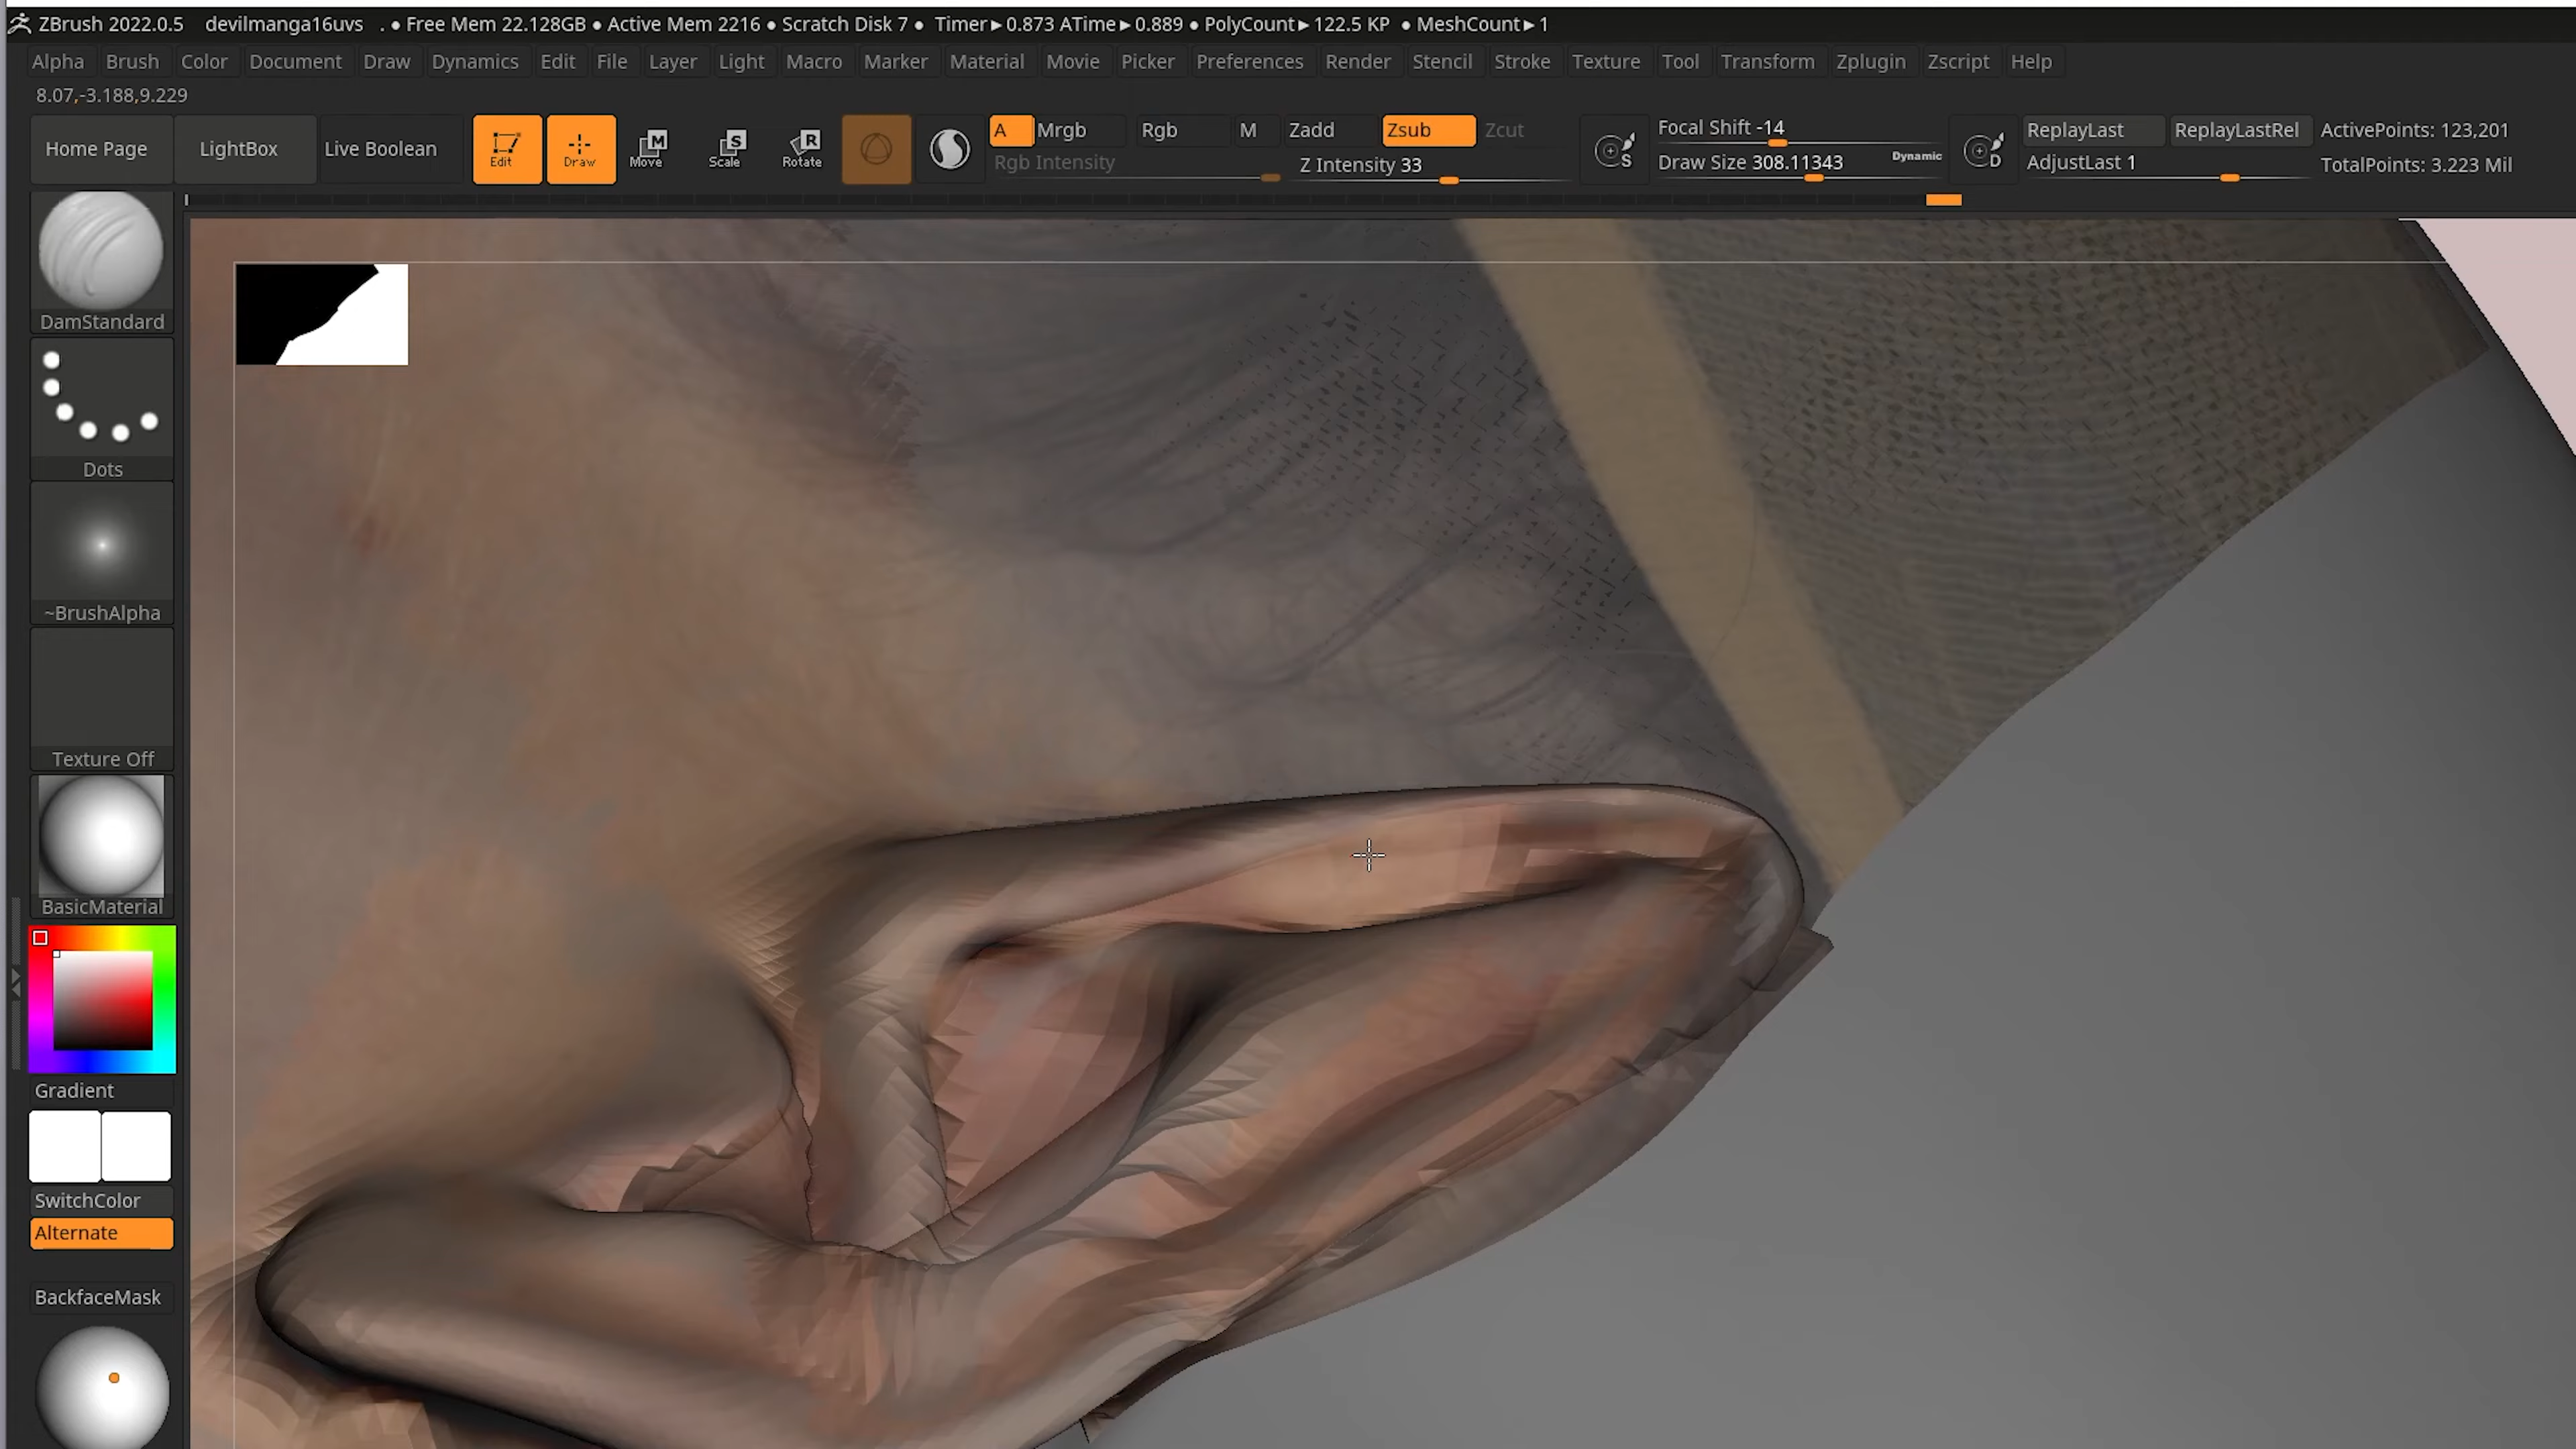 ZBrush 2022.0.5 devilmanga16uvs . • Free Mem 22.128GB • Active Mem 2216 • Scratch Disk 7 • Timer▸0.873 ATime▸0.889 • PolyCount▸122.5 KP • MeshCount▸1
Alpha Brush Color Document Draw Dynamics Edit File Layer Light Macro Marker Material Movie Picker Preferences Render Stencil Stroke Texture Tool Transform Zplugin Zscript Help
8.07,-3.188,9.229
Home Page LightBox Live Boolean Edit Draw M Move S Scale R Rotate A Mrgb Rgb M Zadd Zsub Zcut S Focal Shift -14 D ReplayLast ReplayLastRel ActivePoints: 123,201
Rgb Intensity Z Intensity 33 Draw Size 308.11343 Dynamic AdjustLast 1 TotalPoints: 3.223 Mil
DamStandard
Dots
~BrushAlpha
Texture Off
BasicMaterial
Gradient
SwitchColor
Alternate
BackfaceMask